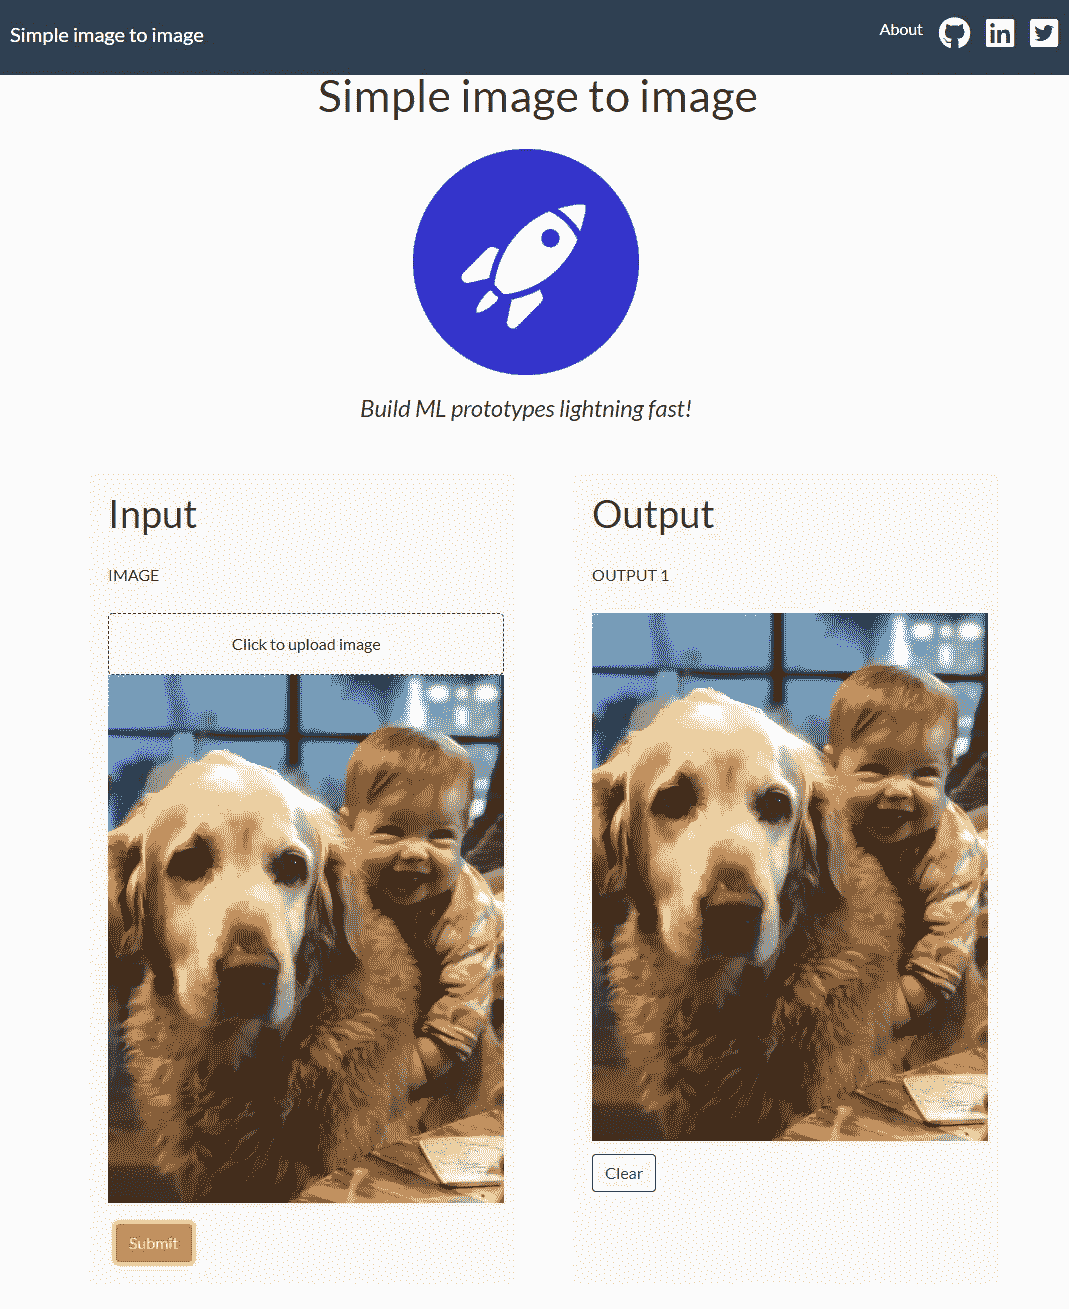 Simple image to image
About
Simple image to image
Build ML prototypes lightning fast!
Input
IMAGE
Click to upload image
Submit
Output
OUTPUT 1
Clear